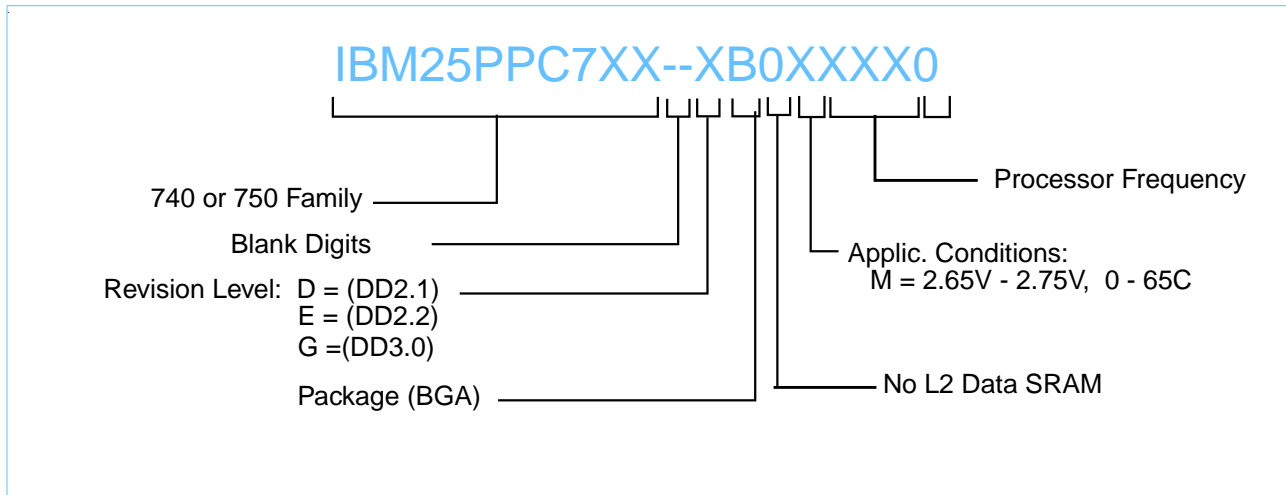 IBM25PPC7XX--XB0XXXX0
Processor Frequency
740 or 750 Family
Blank Digits
Applic. Conditions:
M = 2.65V - 2.75V, 0 - 65C
Revision Level: D = (DD2.1)
E = (DD2.2)
G =(DD3.0)
No L2 Data SRAM
Package (BGA)